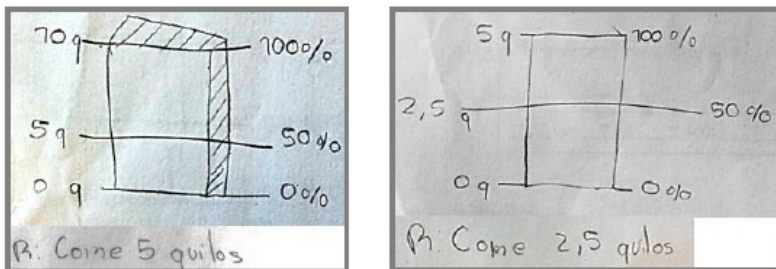 10 q 100%
5 q 50%
0 q 0%
R: Come 5 quilos
5 q 100%
2,5 q 50%
0 q 0%
R: Come 2,5 quilos